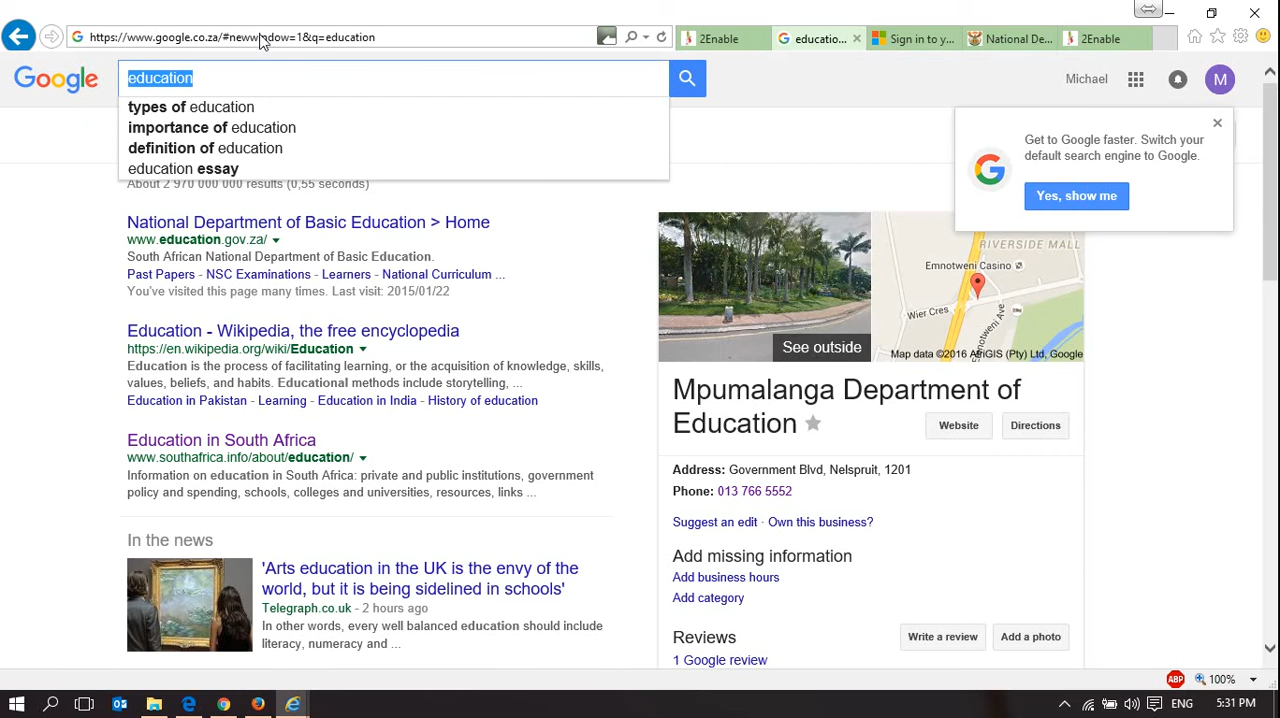 https://www.google.co.za/#newwindow=1&q=education
2Enable
educatio...
Sign in to y...
National De...
2Enable
Google
education
Michael
M
types of education
importance of education
definition of education
education essay
About 2 970 000 000 results (0,55 seconds)
Get to Google faster. Switch your
default search engine to Google.
Yes, show me
National Department of Basic Education > Home
www.education.gov.za/
South African National Department of Basic Education.
Past Papers - NSC Examinations - Learners - National Curriculum ...
You've visited this page many times. Last visit: 2015/01/22
Education - Wikipedia, the free encyclopedia
https://en.wikipedia.org/wiki/Education
Education is the process of facilitating learning, or the acquisition of knowledge, skills,
values, beliefs, and habits. Educational methods include storytelling, ...
Education in Pakistan - Learning - Education in India - History of education
Education in South Africa
www.southafrica.info/about/education/
Information on education in South Africa: private and public institutions, government
policy and spending, schools, colleges and universities, resources, links ...
In the news
'Arts education in the UK is the envy of the
world, but it is being sidelined in schools'
Telegraph.co.uk - 2 hours ago
In other words, every well balanced education should include
literacy, numeracy and ...
RIVERSIDE MALL
Emnotweni Casino
Wier Cres
Emnotweni Ave
See outside
Map data ©2016 AfriGIS (Pty) Ltd, Google
Mpumalanga Department of
Education
Website
Directions
Address: Government Blvd, Nelspruit, 1201
Phone: 013 766 5552
Suggest an edit · Own this business?
Add missing information
Add business hours
Add category
Reviews
Write a review
Add a photo
1 Google review
ABP
100%
ENG
5:31 PM